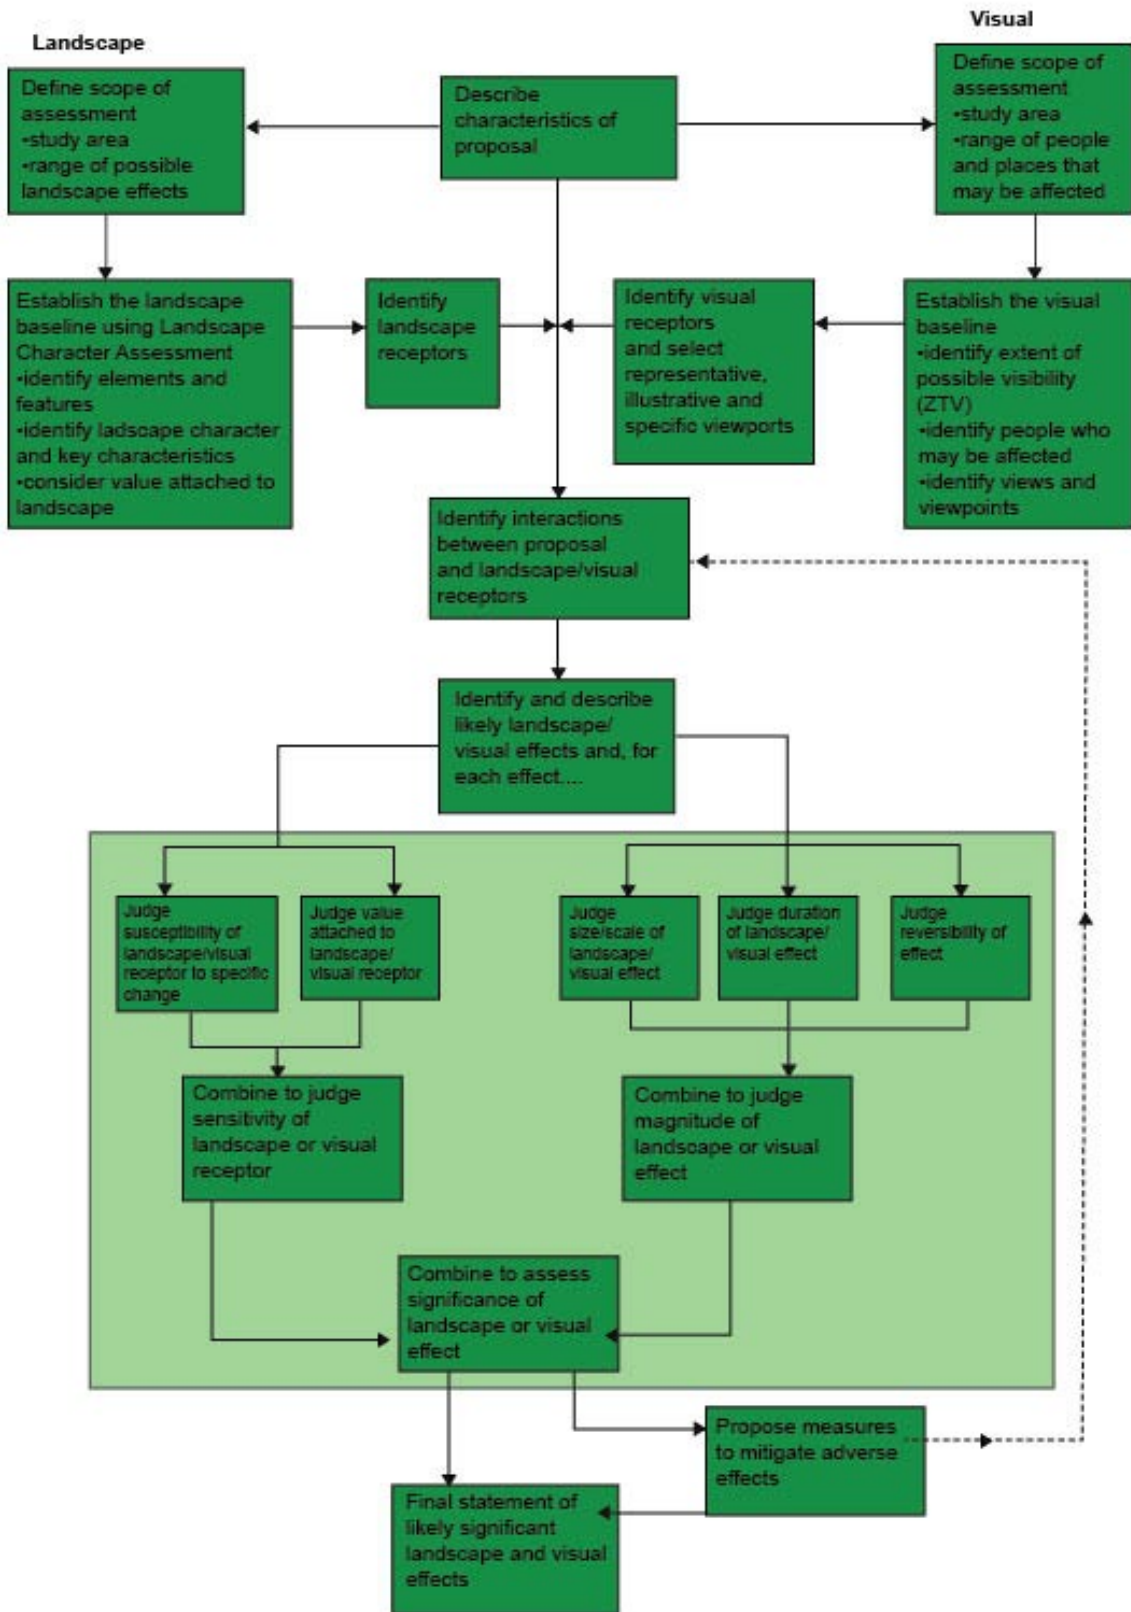 Landscape
Visual
Define scope of
assessment
•study area
•range of possible
landscape effects
Describe
characteristics of
proposal
Define scope of
assessment
•study area
•range of people
and places that
may be affected
Establish the landscape
baseline using Landscape
Character Assessment
•identify elements and
features
•identify ladscape character
and key characteristics
•consider value attached to
landscape
Identify
landscape
receptors
Identify visual
receptors
and select
representative,
illustrative and
specific viewports
Establish the visual
baseline
•identify extent of
possible visibility
(ZTV)
•identify people who
may be affected
•identify views and
viewpoints
Identify interactions
between proposal
and landscape/visual
receptors
Identify and describe
likely landscape/
visual effects and, for
each effect....
Judge
susceptibility of
landscape/visual
receptor to specific
change
Judge value
attached to
landscape/
visual receptor
Judge
size/scale of
landscape/
visual effect
Judge duration
of landscape/
visual effect
Judge
reversibility of
effect
Combine to judge
sensitivity of
landscape or visual
receptor
Combine to judge
magnitude of
landscape or visual
effect
Combine to assess
significance of
landscape or visual
effect
Propose measures
to mitigate adverse
effects
Final statement of
likely significant
landscape and visual
effects